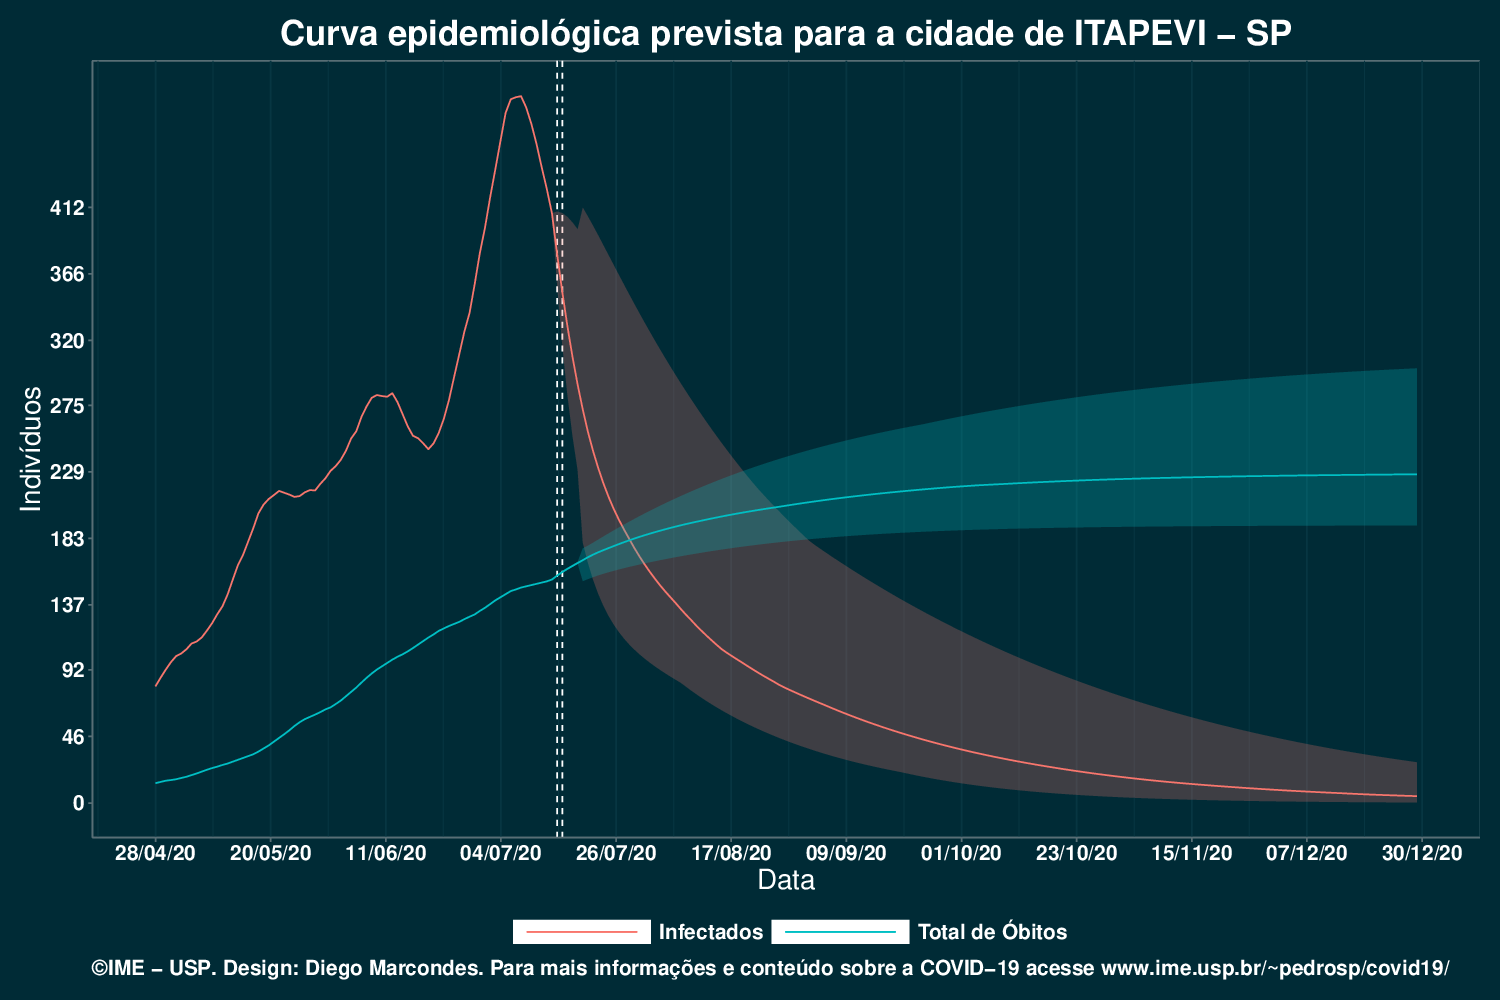 Curva epidemiológica prevista para a cidade de ITAPEVI – SP
Indivíduos
412
366
320
275
229
183
137
92
46
0
28/04/20 20/05/20 11/06/20 04/07/20 26/07/20 17/08/20 09/09/20 01/10/20 23/10/20 15/11/20 07/12/20 30/12/20
Data
Infectados Total de Óbitos
©IME – USP. Design: Diego Marcondes. Para mais informações e conteúdo sobre a COVID–19 acesse www.ime.usp.br/~pedrosp/covid19/